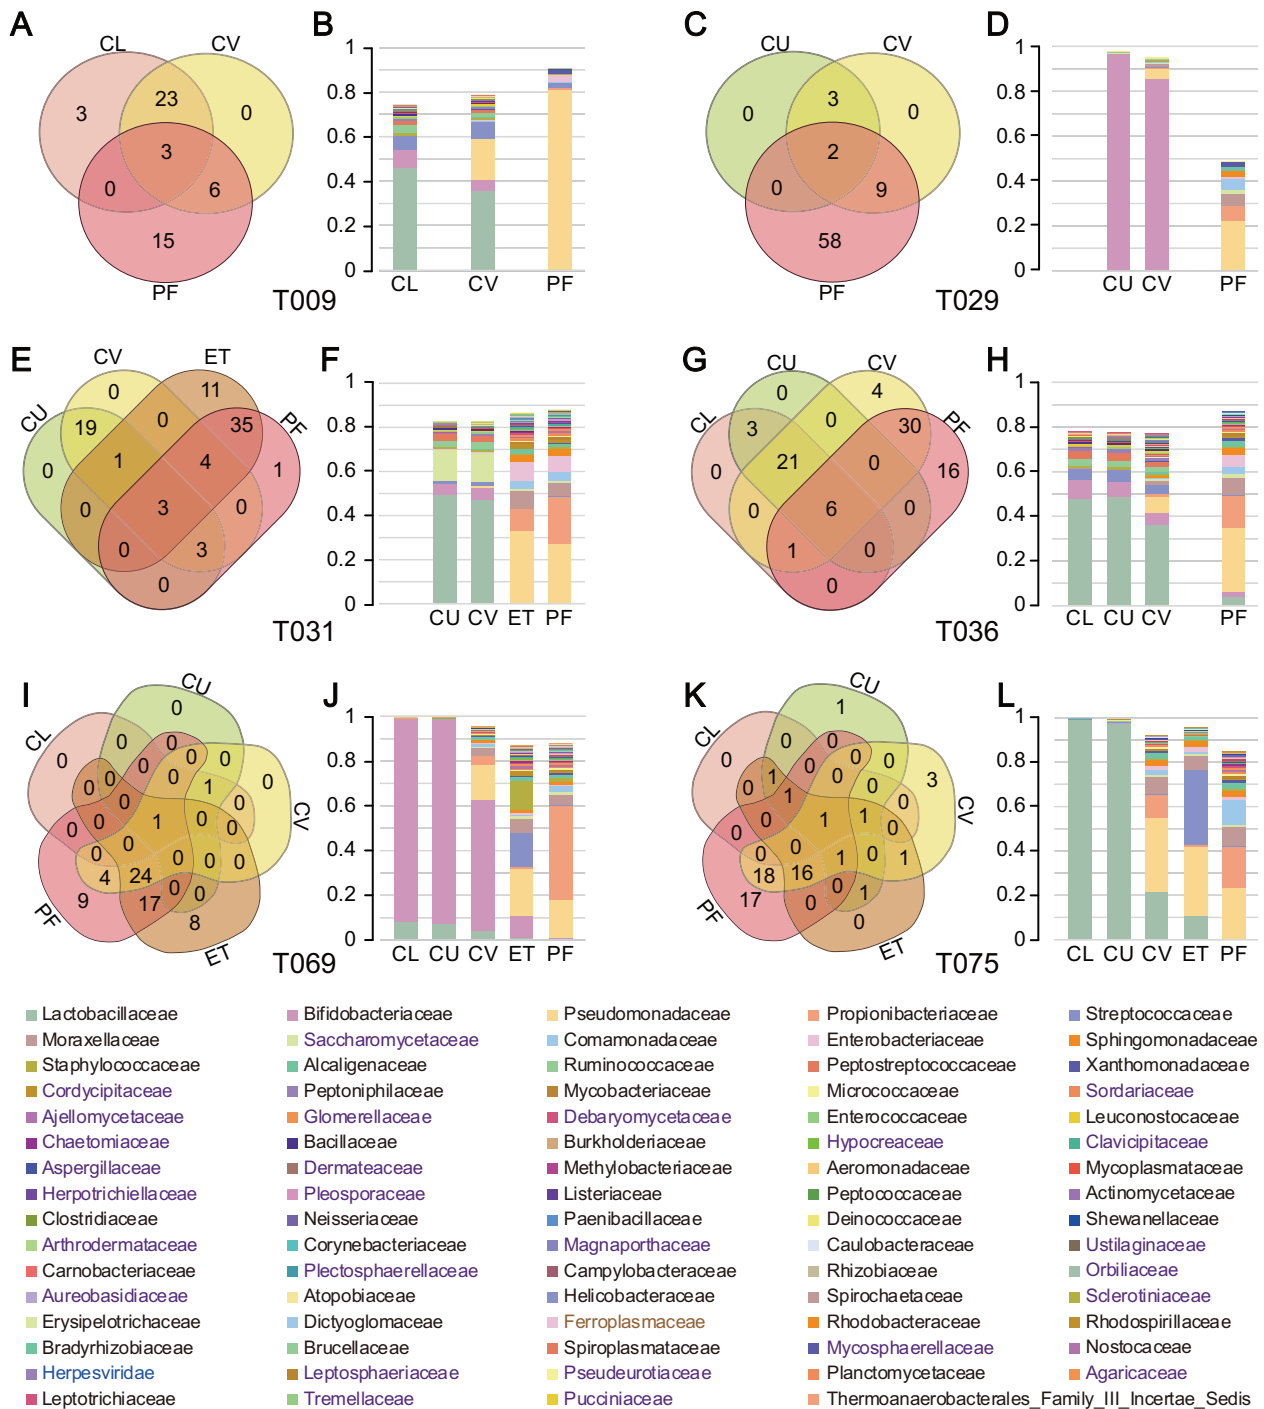 A
B
C
D
CL
CV
3
23
0
3
0
6
15
PF
T009
1
0.8
0.6
0.4
0.2
0
CL CV PF
CU
CV
0
3
0
2
0
9
58
PF
T029
1
0.8
0.6
0.4
0.2
0
CU CV PF
E
F
G
H
CV
ET
CU
PF
0
11
19
0
35
0
1
4
1
0
3
0
0
3
0
T031
1
0.8
0.6
0.4
0.2
0
CU CV ET PF
CU
CV
CL
PF
0
4
3
0
30
0
21
0
16
0
6
0
1
0
0
T036
1
0.8
0.6
0.4
0.2
0
CL CU CV PF
I
J
K
L
CU
CL
CV
PF
ET
0
0
0
0
0
0
0
0
0
0
0
1
0
0
0
0
0
1
0
0
0
0
0
0
0
4
24
0
0
9
17
8
T069
1
0.8
0.6
0.4
0.2
0
CL CU CV ET PF
CU
CL
CV
PF
ET
1
0
0
0
0
0
3
0
1
0
0
1
0
0
0
1
1
0
0
0
1
0
1
18
16
0
1
17
0
0
T075
1
0.8
0.6
0.4
0.2
0
CL CU CV ET PF
Lactobacillaceae Bifidobacteriaceae Pseudomonadaceae Propionibacteriaceae Streptococcaceae
Moraxellaceae Saccharomycetaceae Comamonadaceae Enterobacteriaceae Sphingomonadaceae
Staphylococcaceae Alcaligenaceae Ruminococcaceae Peptostreptococcaceae Xanthomonadaceae
Cordycipitaceae Peptoniphilaceae Mycobacteriaceae Micrococcaceae Sordariaceae
Ajellomycetaceae Glomerellaceae Debaryomycetaceae Enterococcaceae Leuconostocaceae
Chaetomiaceae Bacillaceae Burkholderiaceae Hypocreaceae Clavicipitaceae
Aspergillaceae Dermateaceae Methylobacteriaceae Aeromonadaceae Mycoplasmataceae
Herpotrichiellaceae Pleosporaceae Listeriaceae Peptococcaceae Actinomycetaceae
Clostridiaceae Neisseriaceae Paenibacillaceae Deinococcaceae Shewanellaceae
Arthrodermataceae Corynebacteriaceae Magnaporthaceae Caulobacteraceae Ustilaginaceae
Carnobacteriaceae Plectosphaerellaceae Campylobacteraceae Rhizobiaceae Orbiliaceae
Aureobasidiaceae Atopobiaceae Helicobacteraceae Spirochaetaceae Sclerotiniaceae
Erysipelotrichaceae Dictyoglomaceae Ferroplasmaceae Rhodobacteraceae Rhodospirillaceae
Bradyrhizobiaceae Brucellaceae Spiroplasmataceae Mycosphaerellaceae Nostocaceae
Herpesviridae Leptosphaeriaceae Pseudeurotiaceae Planctomycetaceae Agaricaceae
Leptotrichiaceae Tremellaceae Pucciniaceae Thermoanaerobacterales_Family_III_Incertae_Sedis